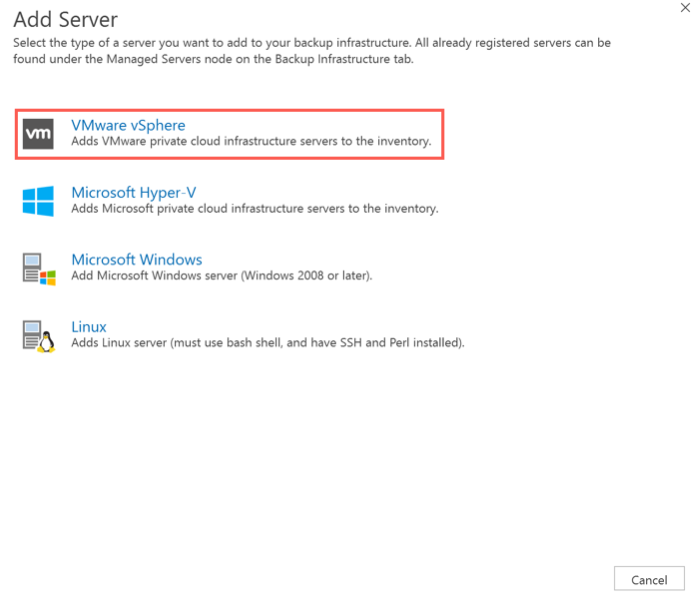 Add Server
Select the type of a server you want to add to your backup infrastructure. All already registered servers can be
found under the Managed Servers node on the Backup Infrastructure tab.
vm
VMware vSphere
Adds VMware private cloud infrastructure servers to the inventory.
Microsoft Hyper-V
Adds Microsoft private cloud infrastructure servers to the inventory.
Microsoft Windows
Add Microsoft Windows server (Windows 2008 or later).
Linux
Adds Linux server (must use bash shell, and have SSH and Perl installed).
Cancel